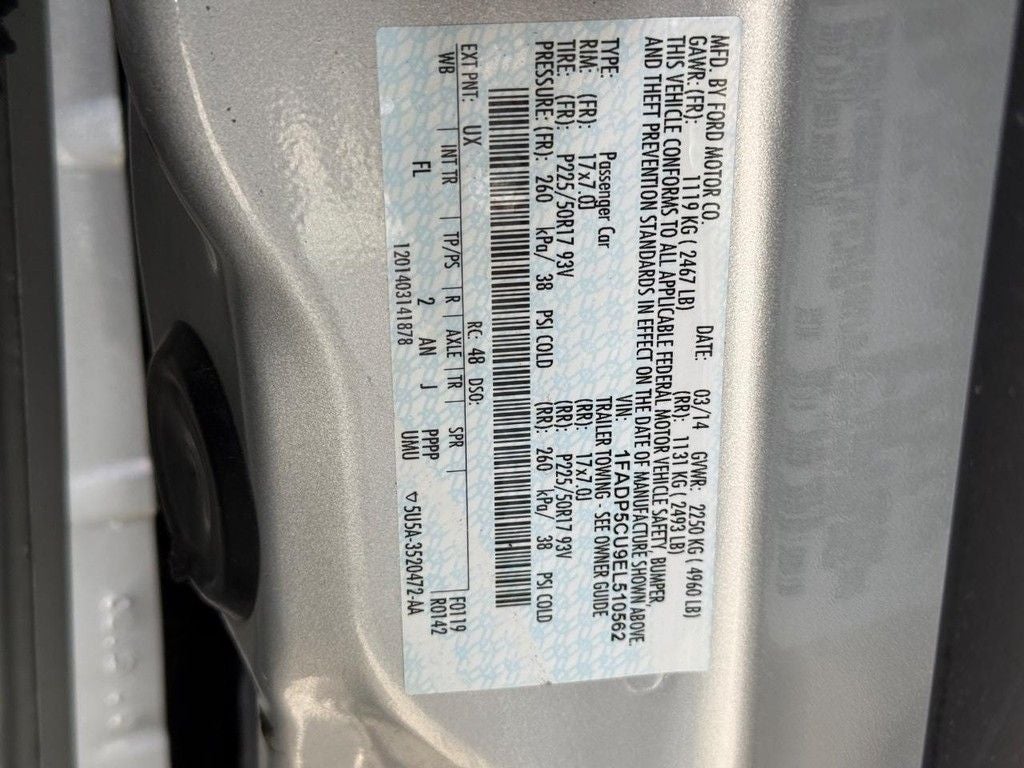 MFD. BY FORD MOTOR CO.
DATE: 03/14 GVWR: 2250 KG ( 4960 LB)
GAWR: (FR): 1119 KG ( 2467 LB) (RR): 1131 KG ( 2493 LB)
THIS VEHICLE CONFORMS TO ALL APPLICABLE FEDERAL MOTOR VEHICLE SAFETY, BUMPER,
AND THEFT PREVENTION STANDARDS IN EFFECT ON THE DATE OF MANUFACTURE SHOWN ABOVE.
VIN: 1FADP5CU9EL510562
TYPE: Passenger Car TRAILER TOWING - SEE OWNER GUIDE
RIM: (FR): 17x7.0J (RR): 17x7.0J
TIRE: (FR): P225/50R17 93V (RR): P225/50R17 93V
PRESSURE: (FR): 260 kPa/ 38 PSI COLD (RR): 260 kPa/ 38 PSI COLD
EXT PNT: UX RC: 48 DSO: F0119
WB | INT TR | TP/PS | R | AXLE | TR | SPR | R0142
FL 2 AN J PPPP
UMU
1201403141878 5U5A-3520472-AA